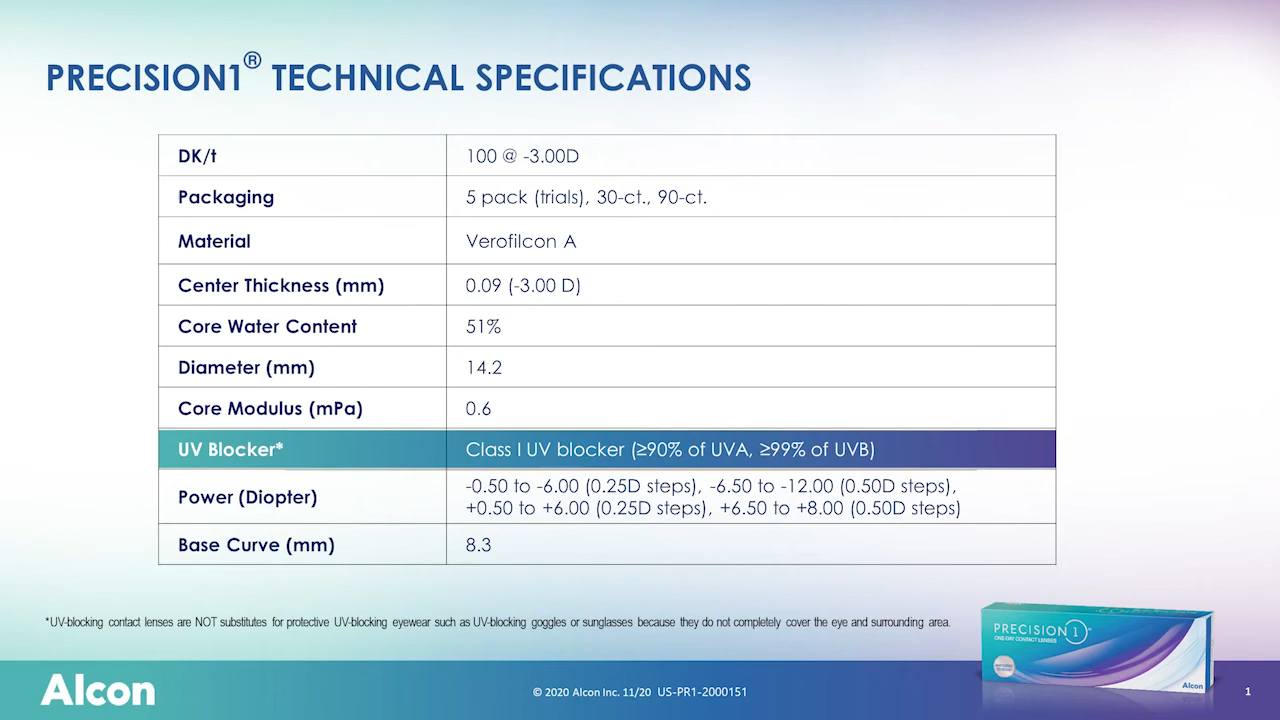 PRECISION1® TECHNICAL SPECIFICATIONS
DK/t 100 @ -3.00D
Packaging 5 pack (trials), 30-ct., 90-ct.
Material Verofilcon A
Center Thickness (mm) 0.09 (-3.00 D)
Core Water Content 51%
Diameter (mm) 14.2
Core Modulus (mPa) 0.6
UV Blocker* Class I UV blocker (≥90% of UVA, ≥99% of UVB)
Power (Diopter) -0.50 to -6.00 (0.25D steps), -6.50 to -12.00 (0.50D steps),
+0.50 to +6.00 (0.25D steps), +6.50 to +8.00 (0.50D steps)
Base Curve (mm) 8.3
*UV-blocking contact lenses are NOT substitutes for protective UV-blocking eyewear such as UV-blocking goggles or sunglasses because they do not completely cover the eye and surrounding area.
PRECISION1™
ONE-DAY CONTACT LENSES
Alcon
Alcon
© 2020 Alcon Inc. 11/20 US-PR1-2000151
1